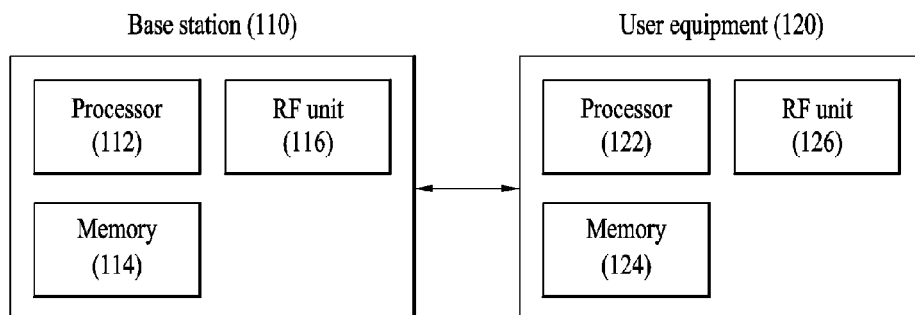 Base station (110)
User equipment (120)
Processor
(112)
RF unit
(116)
Processor
(122)
RF unit
(126)
Memory
(114)
Memory
(124)